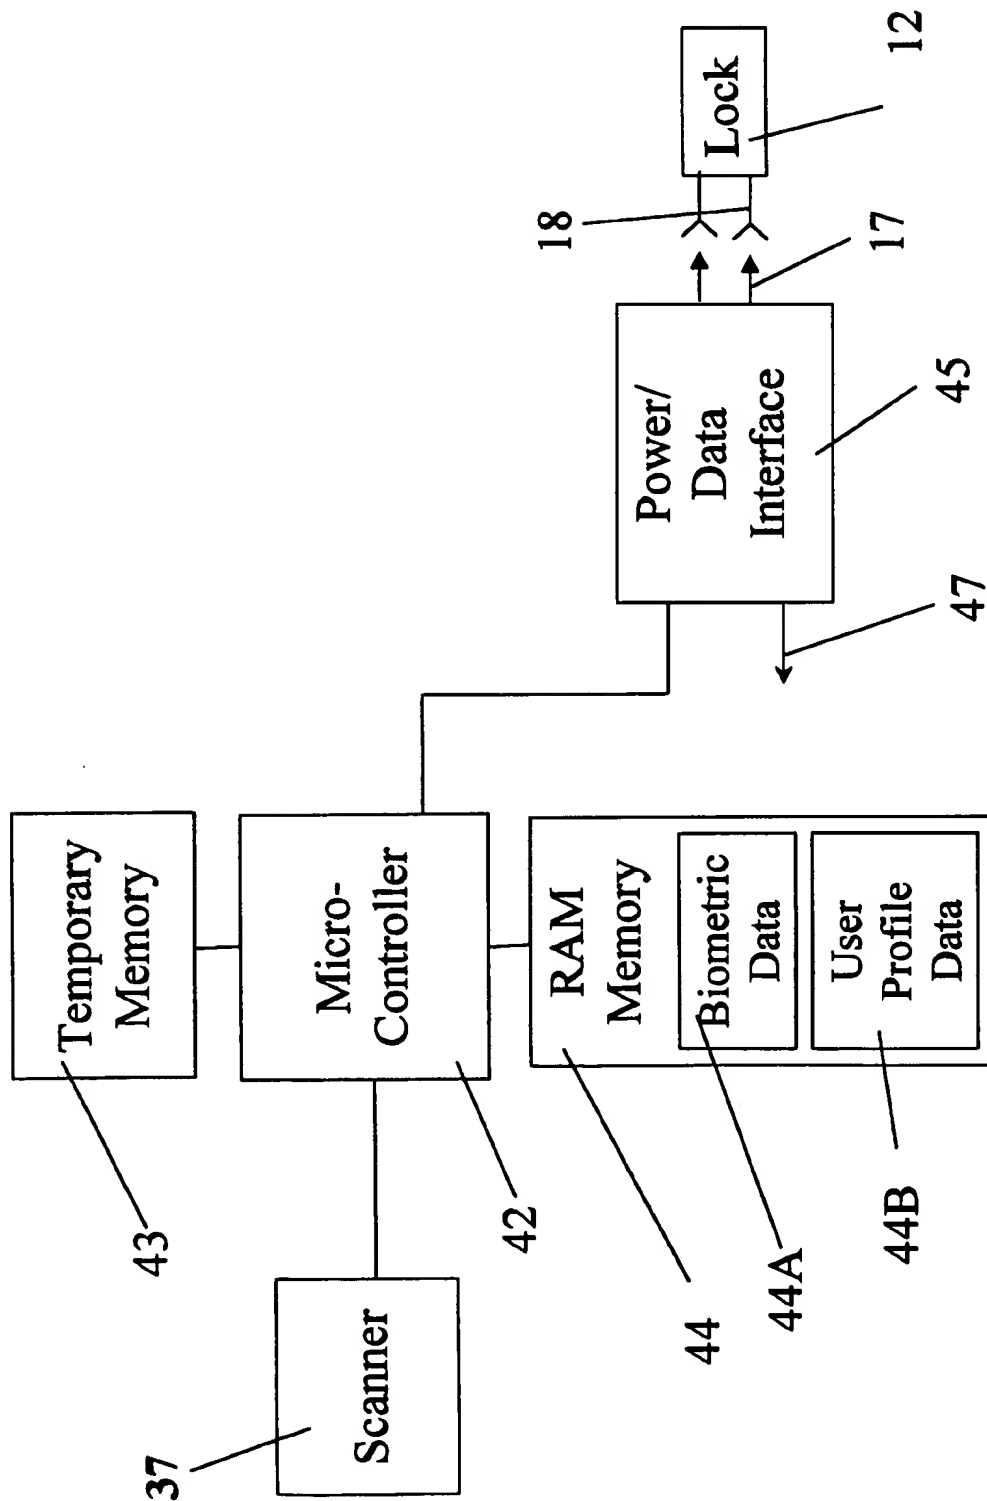 43
Temporary
Memory
37
Scanner
42
Micro-
Controller
44
RAM
Memory
44A
Biometric
Data
44B
User
Profile
Data
47
Power/
Data
Interface
45
18
17
Lock
12